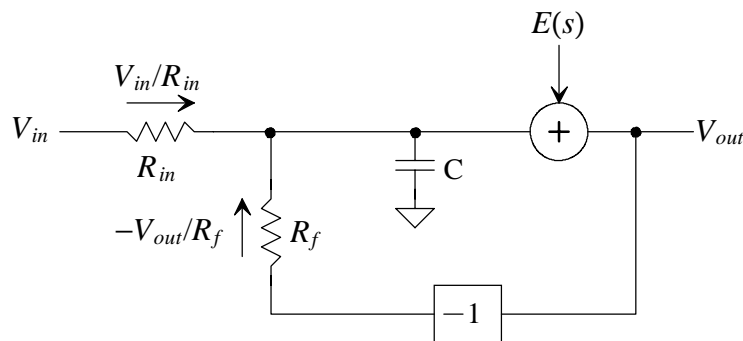 E(s)
V_in/R_in
V_in
+
V_out
R_in
C
−V_out/R_f
R_f
−1